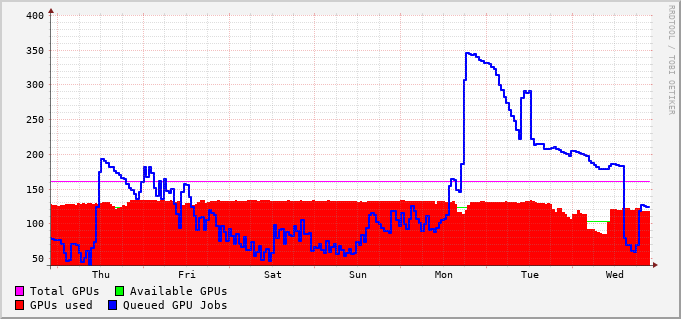 400
350
300
250
200
150
100
50
Thu Fri Sat Sun Mon Tue Wed
Total GPUs Available GPUs
GPUs used Queued GPU Jobs
RRDTOOL / TOBI OETIKER